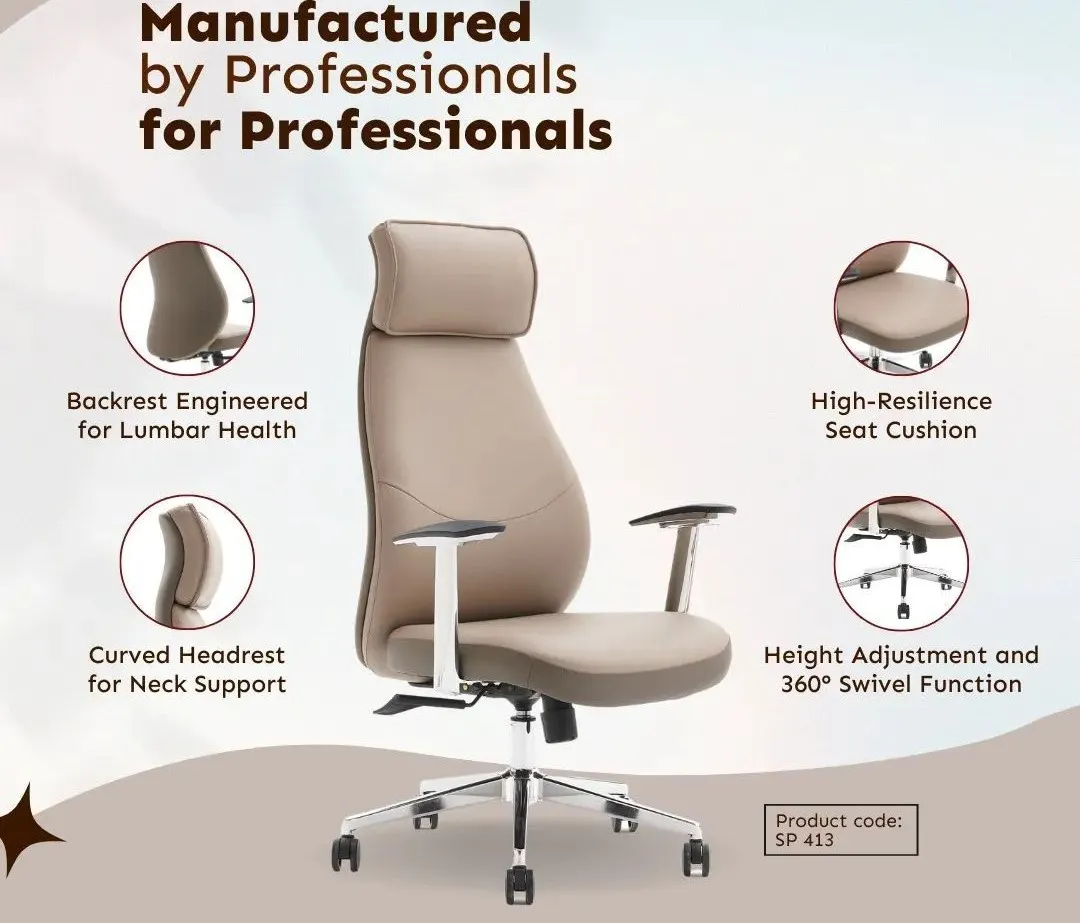 Manufactured
by Professionals
for Professionals
Backrest Engineered
for Lumbar Health
High-Resilience
Seat Cushion
Curved Headrest
for Neck Support
Height Adjustment and
360° Swivel Function
Product code:
SP 413